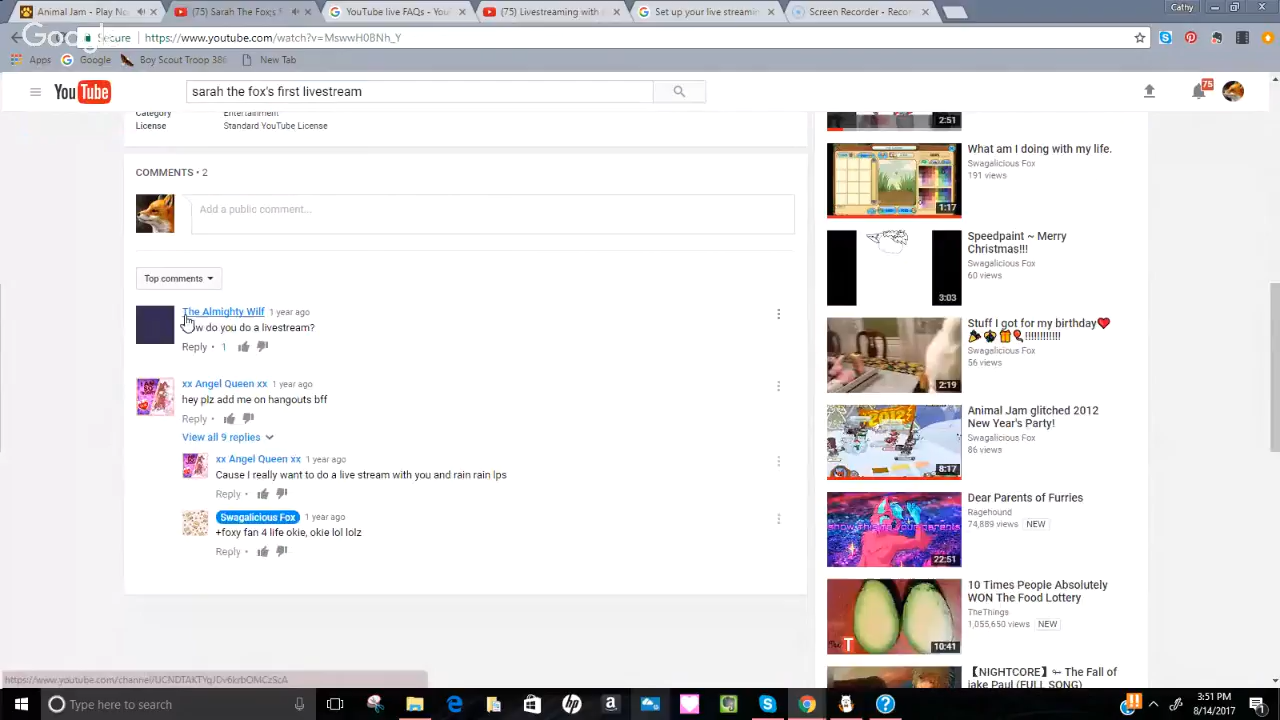 Animal Jam - Play
(75) Sarah The Fox's F
YouTube live FAQs - You
(75) Livestreaming with
Set up your live stream
Screen Recorder - Recor
Cathy
Google
Secure https://www.youtube.com/watch?v=MswwH0BNh_Y
Apps Google Boy Scout Troop 386 New Tab
YouTube
sarah the fox's first livestream
75
Category Entertainment
License Standard YouTube License
COMMENTS • 2
Add a public comment...
Top comments
The Almighty Wilf 1 year ago
do you do a livestream?
Reply • 1
xx Angel Queen xx 1 year ago
hey plz add me on hangouts bff
Reply •
View all 9 replies
xx Angel Queen xx 1 year ago
'Cause I really want to do a live stream with you and rain rain lps
Reply •
Swagalicious Fox 1 year ago
+foxy fan 4 life okie, okie lol lolz
Reply •
2:51
What am I doing with my life.
Swagalicious Fox
191 views
1:17
Speedpaint ~ Merry
Christmas!!!
Swagalicious Fox
60 views
3:03
Stuff I got for my birthday❤
!!!!!!!!!!!!
Swagalicious Fox
56 views
2:19
Animal Jam glitched 2012
New Year's Party!
Swagalicious Fox
86 views
2012
8:17
Dear Parents of Furries
Ragehound
74,889 views NEW
show this to your parents
22:51
10 Times People Absolutely
WON The Food Lottery
TheThings
1,055,650 views NEW
T
10:41
【NIGHTCORE】 The Fall of
jake Paul (FULL SONG)
Type here to search
3:51 PM
8/14/2017